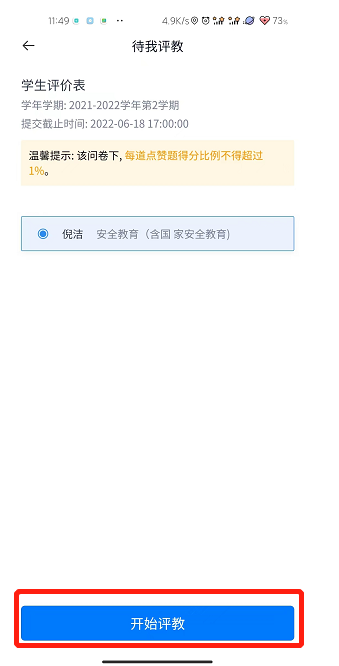 11:49
4.9K/s
73%
待我评教
学生评价表
学年学期: 2021-2022学年第2学期
提交截止时间: 2022-06-18 17:00:00
温馨提示: 该问卷下, 每道点赞题得分比例不得超过
1%。
倪洁 安全教育（含国 家安全教育)
开始评教